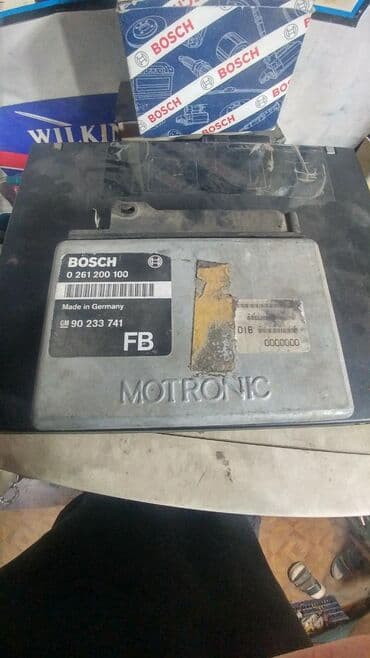 BOSCH
BOSCH
BOSCH
WILKIN
BOSCH
0 261 200 100
Made in Germany
GM 90 233 741
FB
D1B
0000000
MOTRONIC